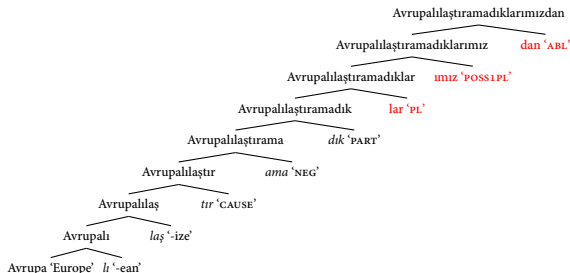 Avrupalılaştıramadıklarımızdan
Avrupalılaştıramadıklarımız dan ‘ABL’
Avrupalılaştıramadıklar ımız ‘POSS1PL’
Avrupalılaştıramadık lar ‘PL’
Avrupalılaştırama dık ‘PART’
Avrupalılaştır ama ‘NEG’
Avrupalılaş tır ‘CAUSE’
Avrupalı laş ‘-ize’
Avrupa ‘Europe’ lı ‘-ean’